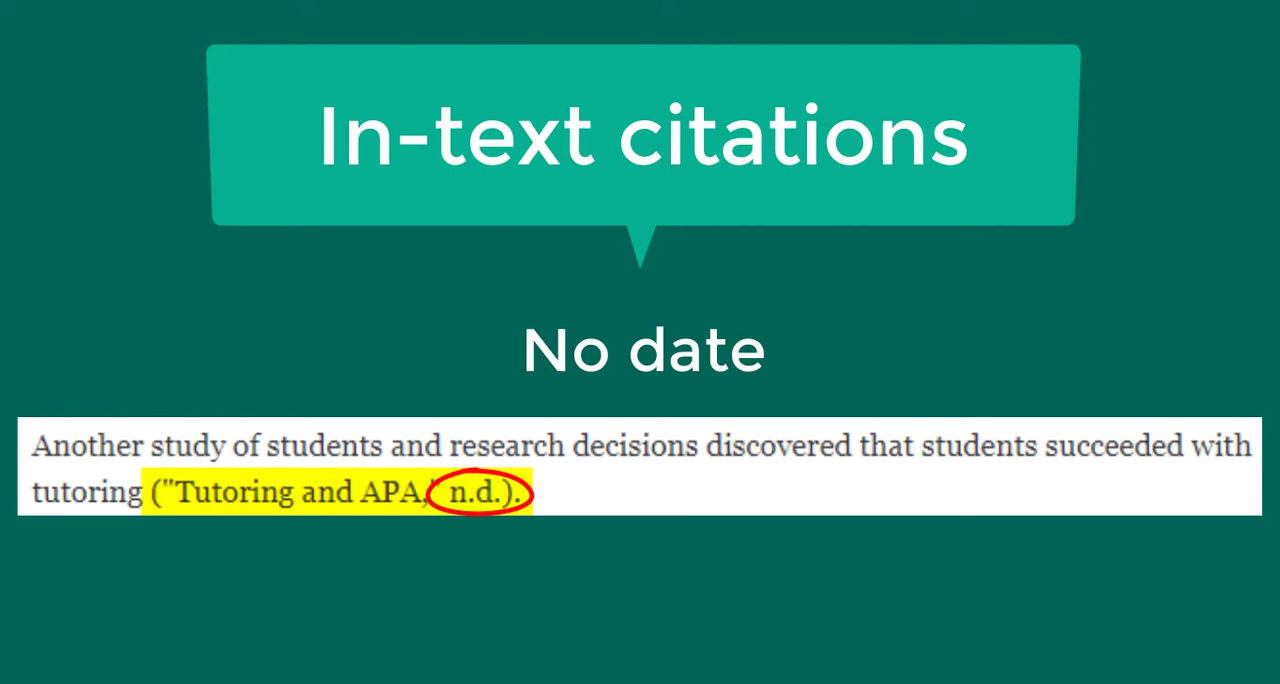 In-text citations
No date
Another study of students and research decisions discovered that students succeeded with
tutoring ("Tutoring and APA," n.d.).